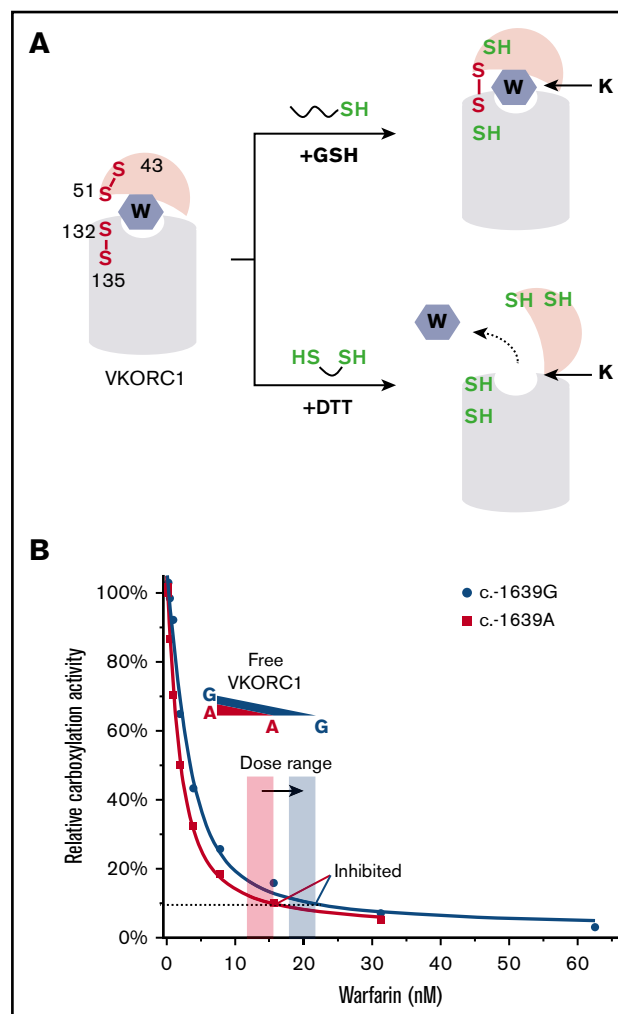 A
SH
S
S
W
K
SH
SH
+GSH
43
S
51
S
W
132
S
S
135
VKORC1
SH SH
W
HS SH
+DTT
K
SH
SH
B
100%
80%
60%
40%
20%
0%
Relative carboxylation activity
c.-1639G
c.-1639A
Free
VKORC1
G
A
A
G
Dose range
Inhibited
0 10 20 30 40 50 60
Warfarin (nM)